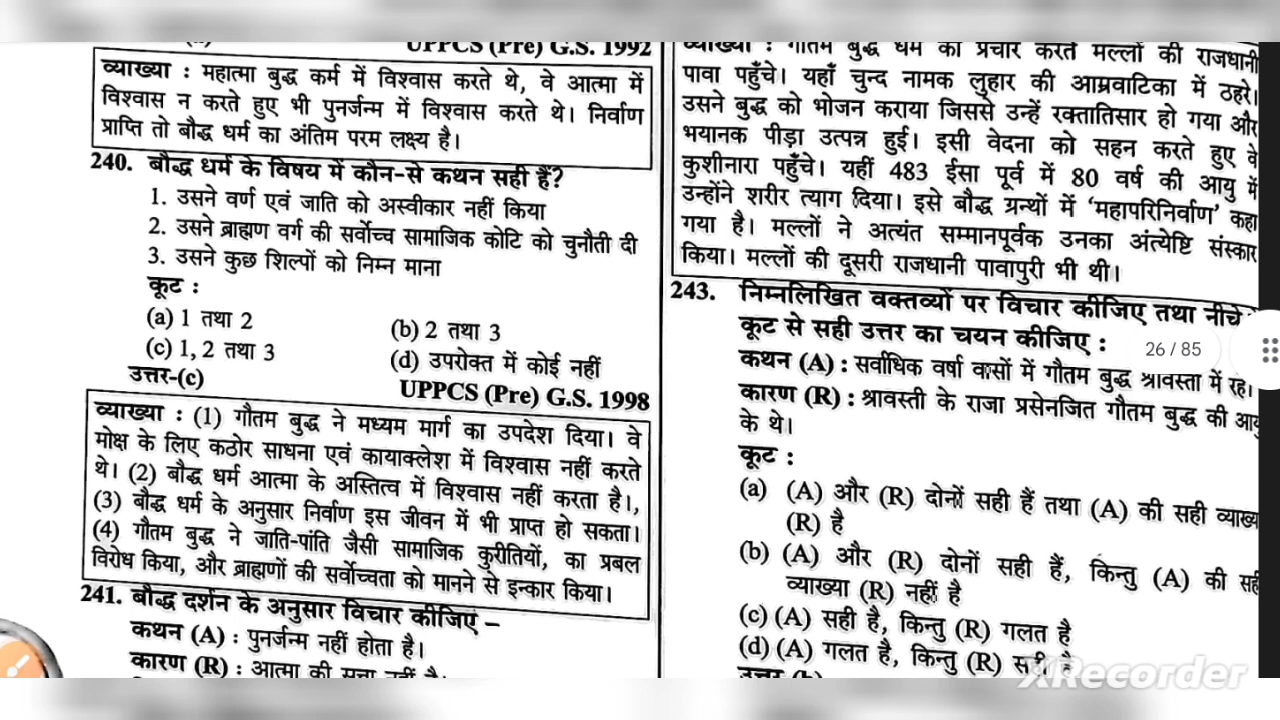 UPPCS (Pre) G.S. 1992
व्याख्या : महात्मा बुद्ध कर्म में विश्वास करते थे, वे आत्मा में
विश्वास न करते हुए भी पुनर्जन्म में विश्वास करते थे। निर्वाण
प्राप्ति तो बौद्ध धर्म का अंतिम परम लक्ष्य है।
240. बौद्ध धर्म के विषय में कौन-से कथन सही हैं?
1. उसने वर्ण एवं जाति को अस्वीकार नहीं किया
2. उसने ब्राह्मण वर्ग की सर्वोच्च सामाजिक कोटि को चुनौती दी
3. उसने कुछ शिल्पों को निम्न माना
कूट :
(a) 1 तथा 2 (b) 2 तथा 3
(c) 1, 2 तथा 3 (d) उपरोक्त में कोई नहीं
उत्तर-(c) UPPCS (Pre) G.S. 1998
व्याख्या : (1) गौतम बुद्ध ने मध्यम मार्ग का उपदेश दिया। वे
मोक्ष के लिए कठोर साधना एवं कायाक्लेश में विश्वास नहीं करते
थे। (2) बौद्ध धर्म आत्मा के अस्तित्व में विश्वास नहीं करता है।,
(3) बौद्ध धर्म के अनुसार निर्वाण इस जीवन में भी प्राप्त हो सकता।
(4) गौतम बुद्ध ने जाति-पांति जैसी सामाजिक कुरीतियों, का प्रबल
विरोध किया, और ब्राह्मणों की सर्वोच्चता को मानने से इन्कार किया।
241. बौद्ध दर्शन के अनुसार विचार कीजिए –
कथन (A) : पुनर्जन्म नहीं होता है।
कारण (R) : आत्मा की सत्ता नहीं है।
व्याख्या : गौतम बुद्ध धर्म का प्रचार करते मल्लों की राजधानी
पावा पहुँचे। यहाँ चुन्द नामक लुहार की आम्रवाटिका में ठहरे।
उसने बुद्ध को भोजन कराया जिससे उन्हें रक्तातिसार हो गया और
भयानक पीड़ा उत्पन्न हुई। इसी वेदना को सहन करते हुए वे
कुशीनारा पहुँचे। यहीं 483 ईसा पूर्व में 80 वर्ष की आयु में
उन्होंने शरीर त्याग दिया। इसे बौद्ध ग्रन्थों में 'महापरिनिर्वाण' कहा
गया है। मल्लों ने अत्यंत सम्मानपूर्वक उनका अंत्येष्टि संस्कार
किया। मल्लों की दूसरी राजधानी पावापुरी भी थी।
243. निम्नलिखित वक्तव्यों पर विचार कीजिए तथा नीचे
कूट से सही उत्तर का चयन कीजिए :
26 / 85
कथन (A) : सर्वाधिक वर्षा वासों में गौतम बुद्ध श्रावस्ती में रहे।
कारण (R) : श्रावस्ती के राजा प्रसेनजित गौतम बुद्ध की आयु
के थे।
कूट :
(a) (A) और (R) दोनों सही हैं तथा (A) की सही व्याख्य
(R) है
(b) (A) और (R) दोनों सही हैं, किन्तु (A) की सही
व्याख्या (R) नहीं है
(c) (A) सही है, किन्तु (R) गलत है
(d) (A) गलत है, किन्तु (R) सही है
उत्तर (b)
XRecorder